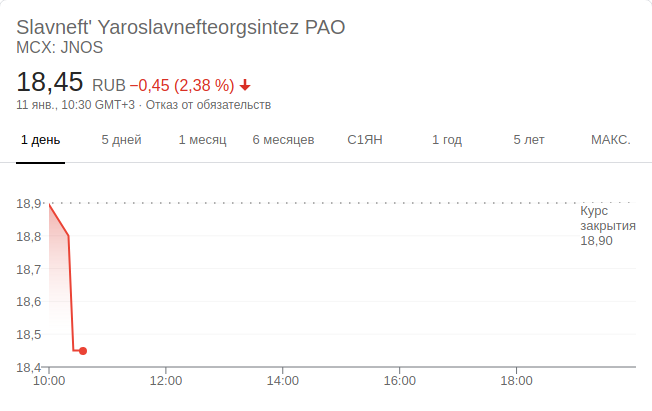 Slavneft' Yaroslavnefteorgsintez PAO
MCX: JNOS
18,45 RUB −0,45 (2,38 %)
11 янв., 10:30 GMT+3 · Отказ от обязательств
1 день 5 дней 1 месяц 6 месяцев С1ЯН 1 год 5 лет МАКС.
18,9
Курс
закрытия
18,90
18,8
18,7
18,6
18,5
18,4
10:00 12:00 14:00 16:00 18:00